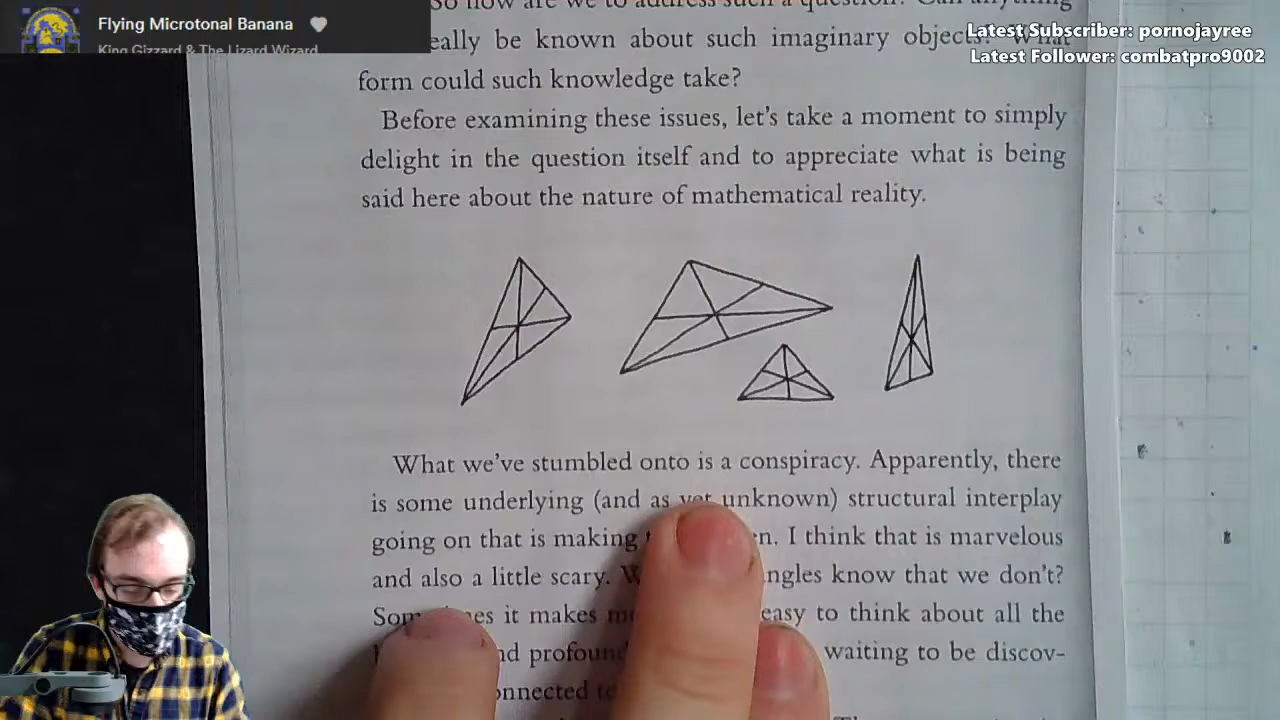 Flying Microtonal Banana
King Gizzard & The Lizard Wizard
Latest Subscriber: pornojayree
Latest Follower: combatpro9002
So how are we to address such a question? Can anything
eally be known about such imaginary objects? What
form could such knowledge take?
Before examining these issues, let's take a moment to simply
delight in the question itself and to appreciate what is being
said here about the nature of mathematical reality.
What we've stumbled onto is a conspiracy. Apparently, there
is some underlying (and as yet unknown) structural interplay
going on that is making n. I think that is marvelous
and also a little scary. ngles know that we don't?
it makes easy to think about all the
nd profound waiting to be discov-
onnected